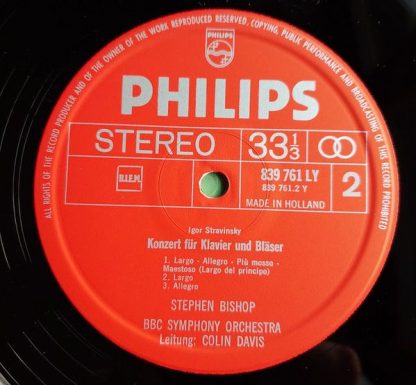 ALL RIGHTS OF THE RECORD PRODUCER AND OF THE OWNER OF THE WORK REPRODUCED RESERVED. COPYING, PUBLIC PERFORMANCE AND BROADCASTING OF THIS RECORD PROHIBITED
PHILIPS
PHILIPS
STEREO 33 1/3
B.I.E.M.
839 761 LY
839 761.2 Y
2
MADE IN HOLLAND
Igor Stravinsky
Konzert für Klavier und Bläser
1. Largo - Allegro - Più mosso -
Maestoso (Largo del principo)
2. Largo
3. Allegro
STEPHEN BISHOP
BBC SYMPHONY ORCHESTRA
Leitung: COLIN DAVIS